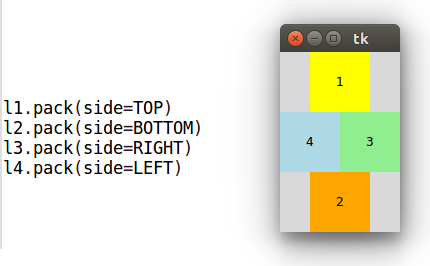 l1.pack(side=TOP)
l2.pack(side=BOTTOM)
l3.pack(side=RIGHT)
l4.pack(side=LEFT)
tk
1
4 3
2